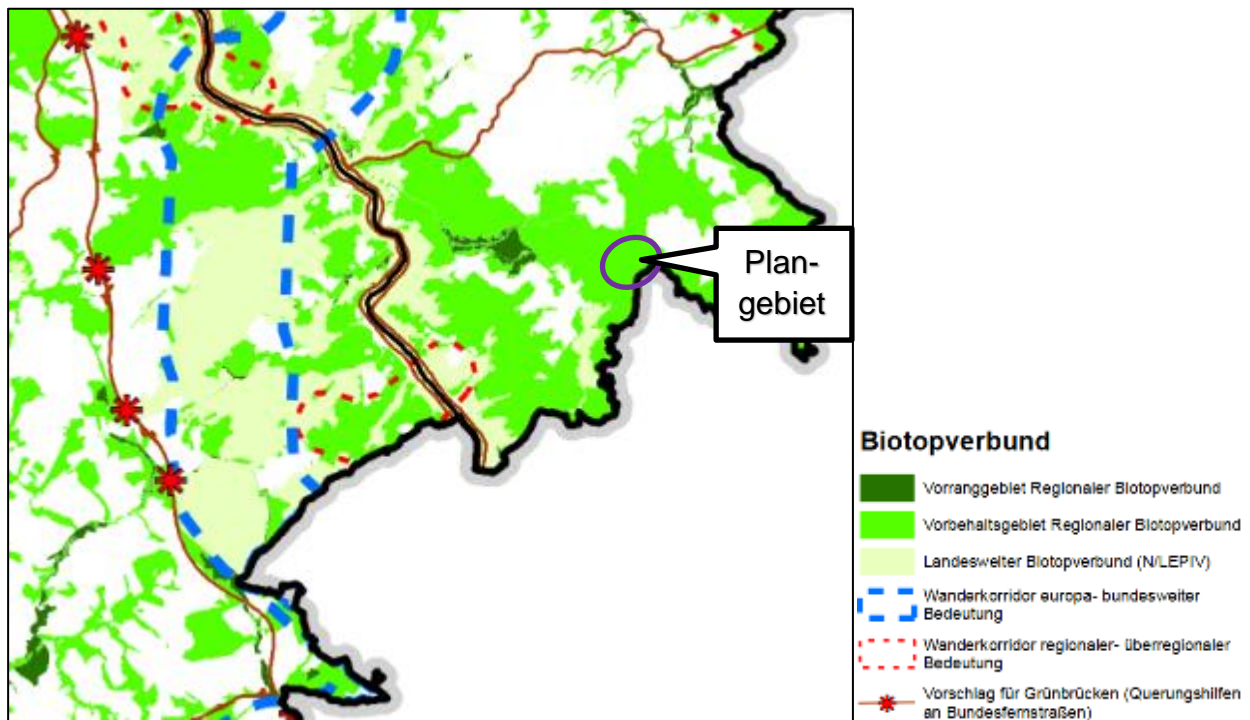 Plan-
gebiet
Biotopverbund
Vorranggebiet Regionaler Biotopverbund
Vorbehaltsgebiet Regionaler Biotopverbund
Landesweiter Biotopverbund (N/LEPIV)
Wanderkorridor europa- bundesweiter
Bedeutung
Wanderkorridor regionaler- überregionaler
Bedeutung
Vorschlag für Grünbrücken (Querungshilfen
an Bundesfernstraßen)